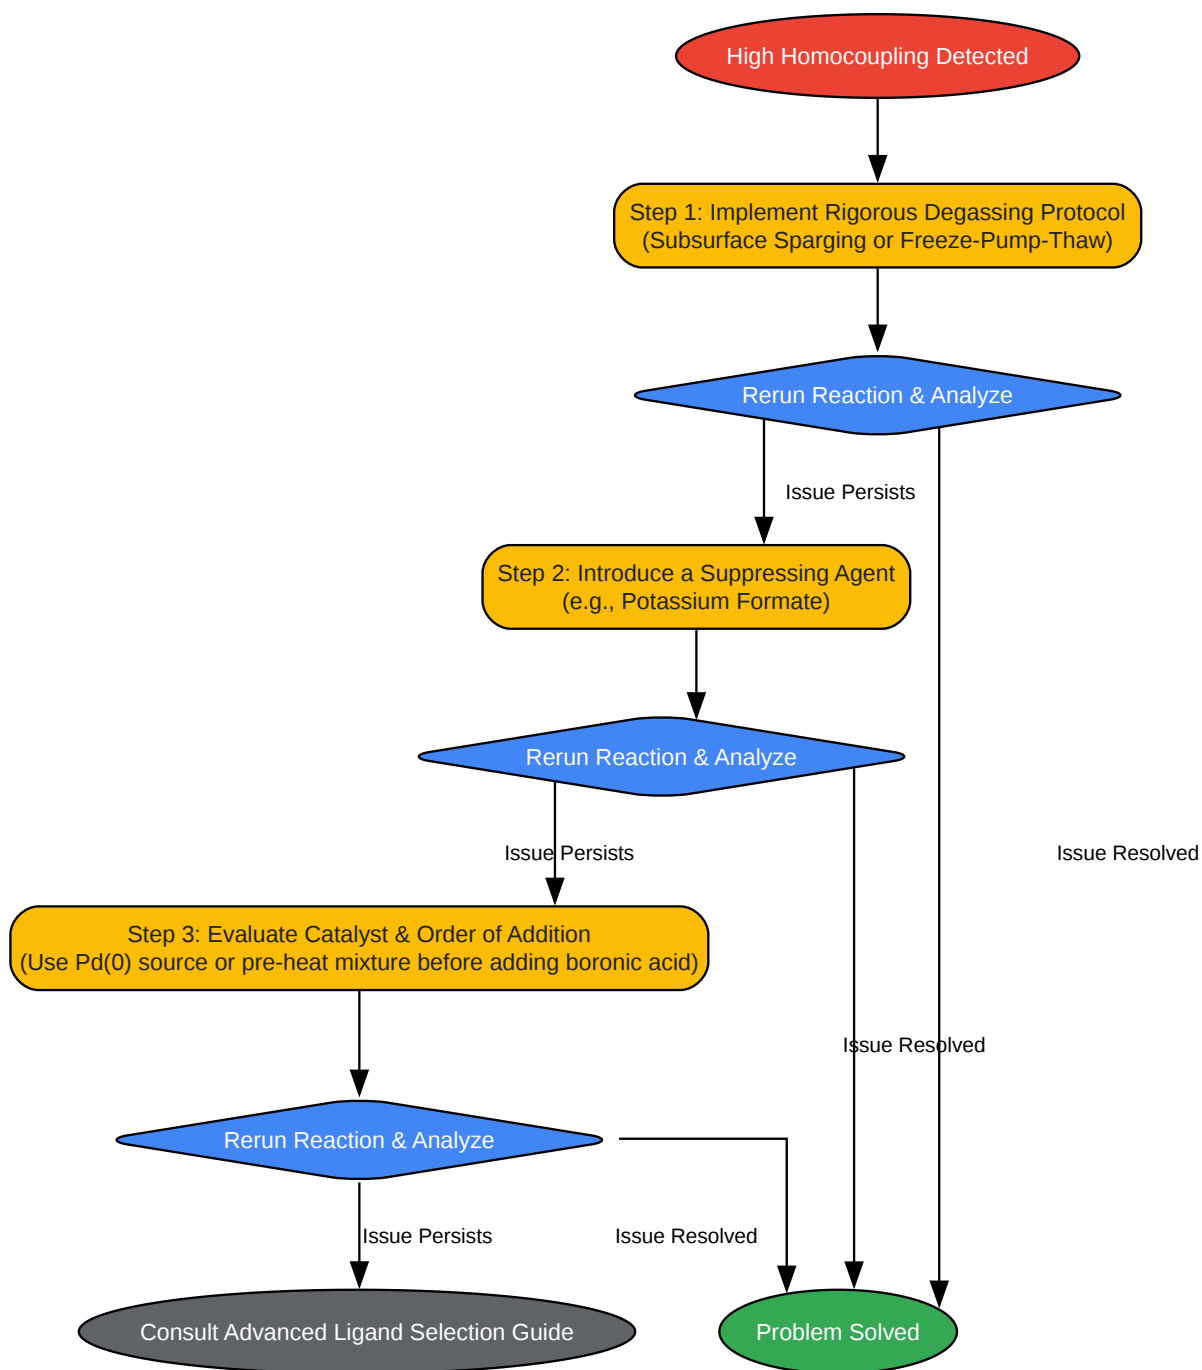 High Homocoupling Detected
Step 1: Implement Rigorous Degassing Protocol
(Subsurface Sparging or Freeze-Pump-Thaw)
Rerun Reaction & Analyze
Issue Persists
Step 2: Introduce a Suppressing Agent
(e.g., Potassium Formate)
Rerun Reaction & Analyze
Issue Persists
Issue Resolved
Step 3: Evaluate Catalyst & Order of Addition
(Use Pd(0) source or pre-heat mixture before adding boronic acid)
Issue Resolved
Rerun Reaction & Analyze
Issue Persists
Issue Resolved
Consult Advanced Ligand Selection Guide
Problem Solved